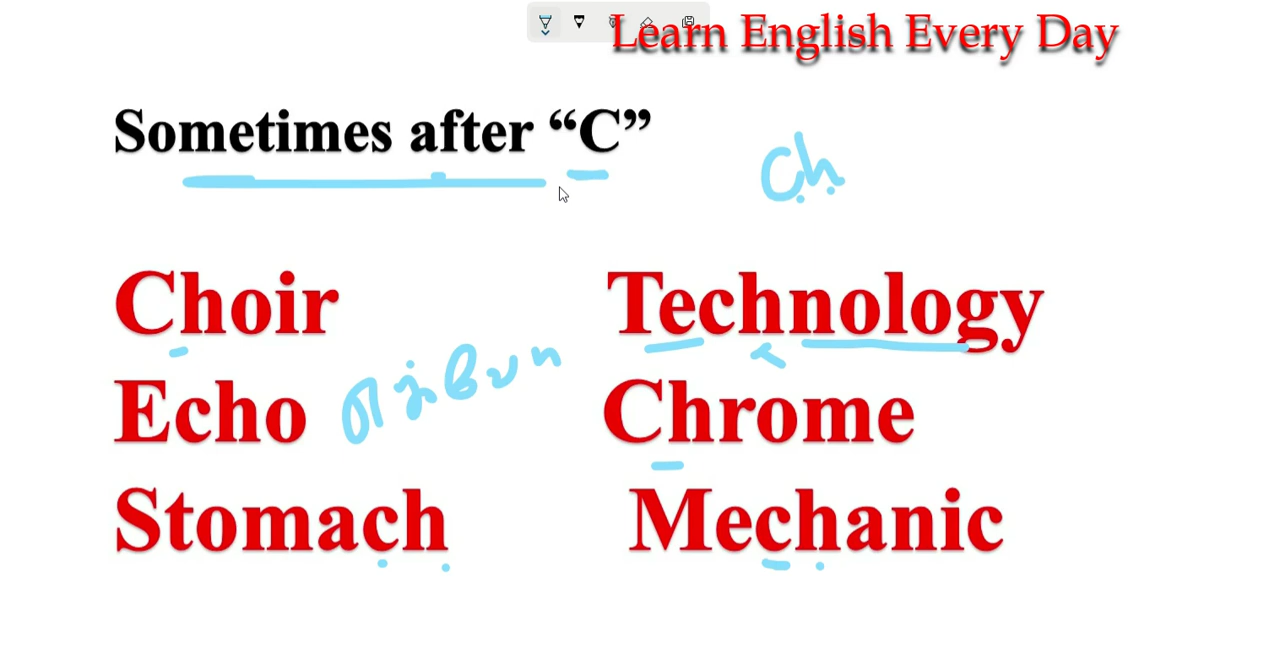 Learn English Every Day
Sometimes after “C”
Ch
Choir Technology
Echo Chrome
Stomach Mechanic